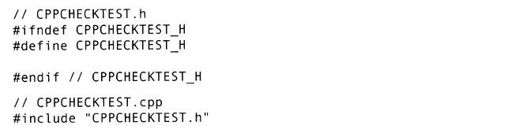 // CPPCHECKTEST.h
#ifndef CPPCHECKTEST_H
#define CPPCHECKTEST_H
#endif // CPPCHECKTEST_H
// CPPCHECKTEST.cpp
#include "CPPCHECKTEST.h"